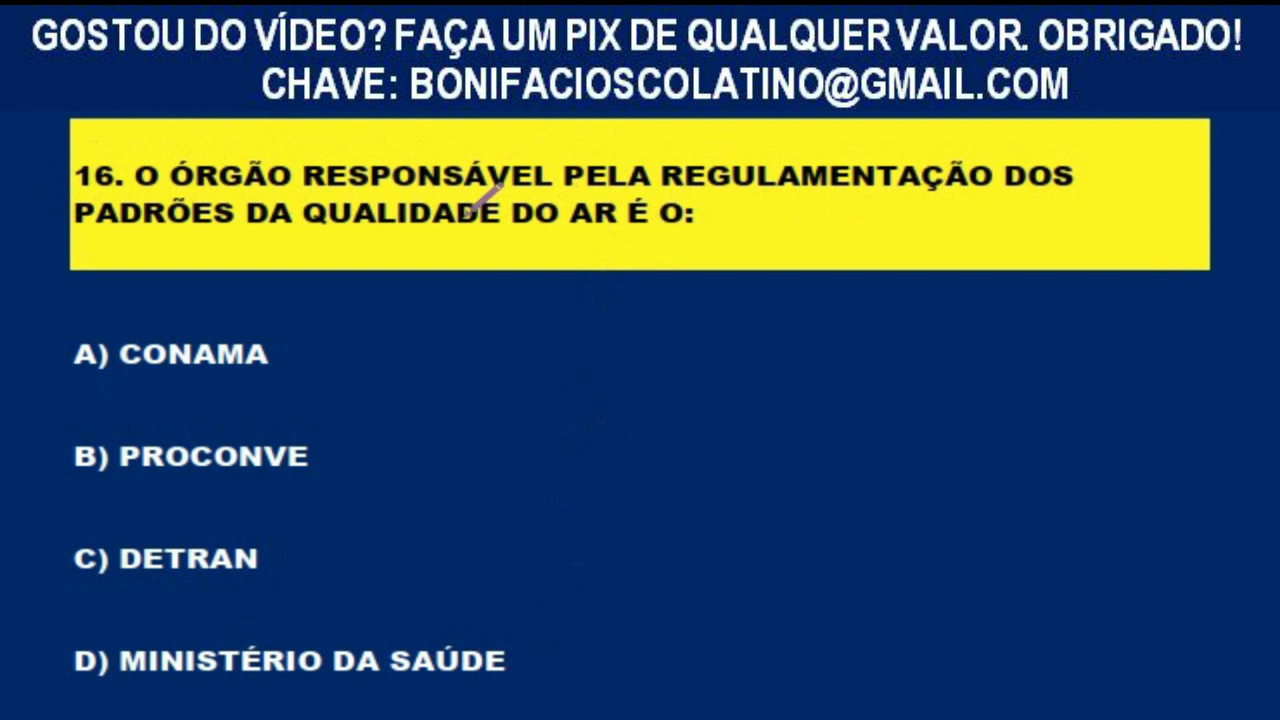 GOSTOU DO VÍDEO? FAÇA UM PIX DE QUALQUER VALOR. OBRIGADO!
CHAVE: BONIFACIOSCOLATINO@GMAIL.COM
16. O ÓRGÃO RESPONSÁVEL PELA REGULAMENTAÇÃO DOS
PADRÕES DA QUALIDADE DO AR É O:
A) CONAMA
B) PROCONVE
C) DETRAN
D) MINISTÉRIO DA SAÚDE